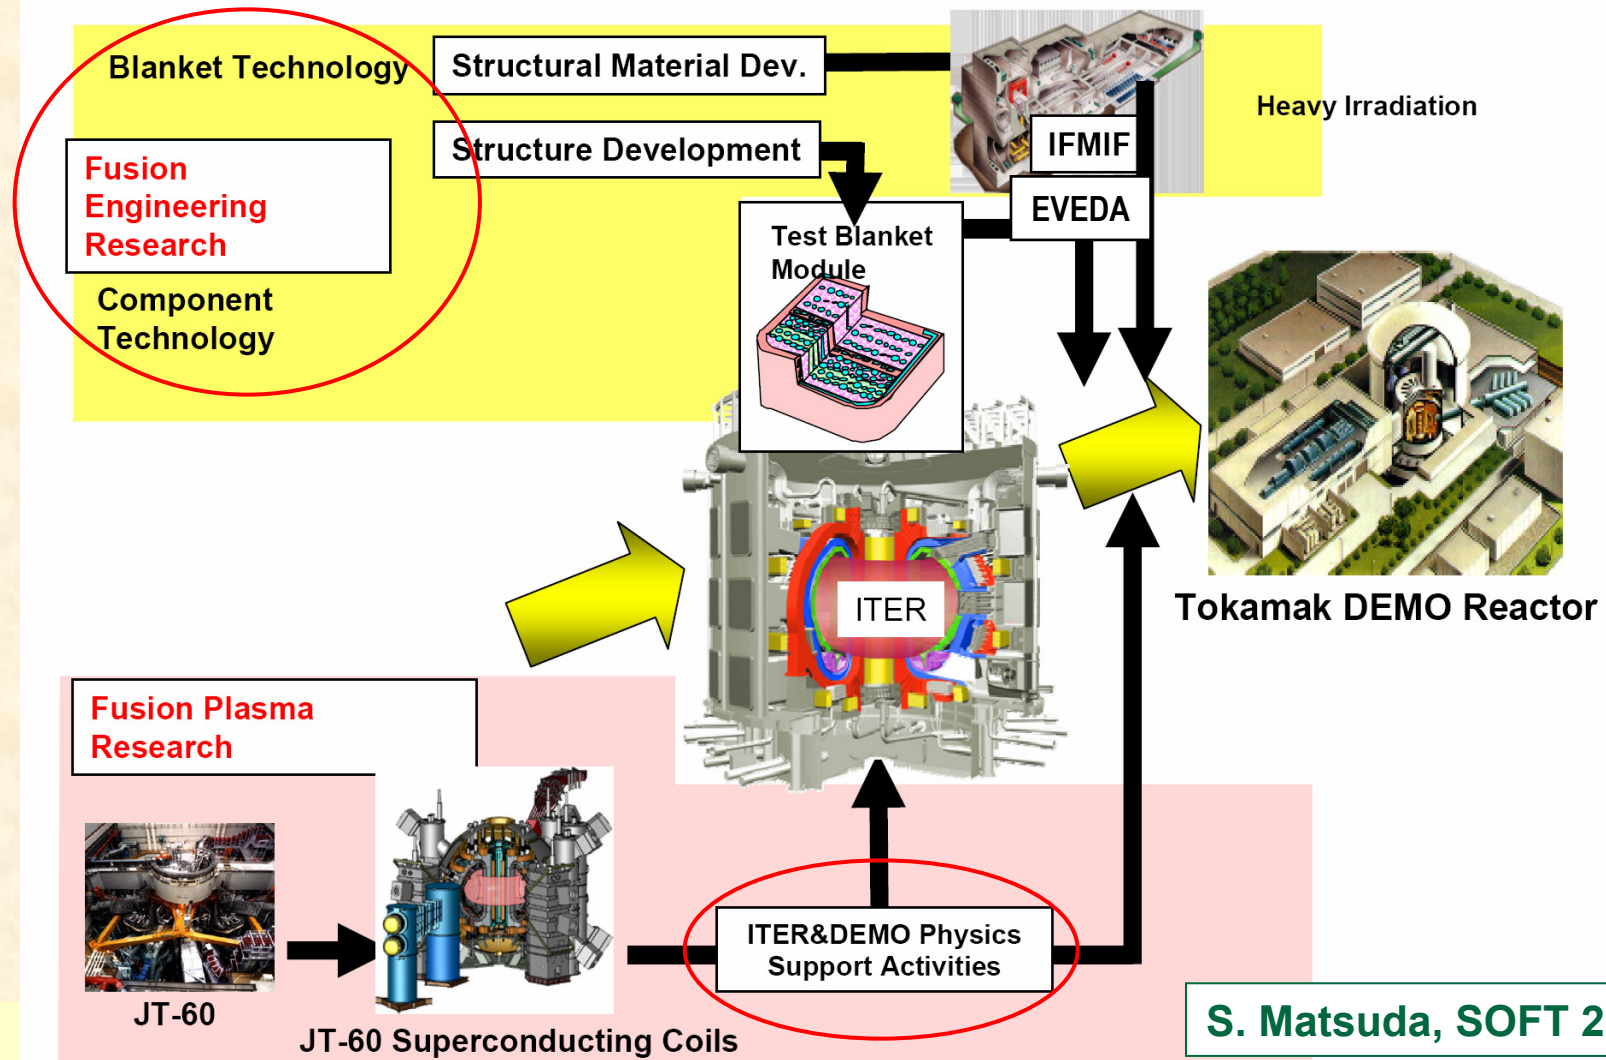 Blanket Technology
Structural Material Dev.
Heavy Irradiation
Structure Development
IFMIF
EVEDA
Fusion
Engineering
Research
Test Blanket
Module
Component
Technology
ITER
Tokamak DEMO Reactor
Fusion Plasma
Research
ITER&DEMO Physics
Support Activities
JT-60
JT-60 Superconducting Coils
S. Matsuda, SOFT 2